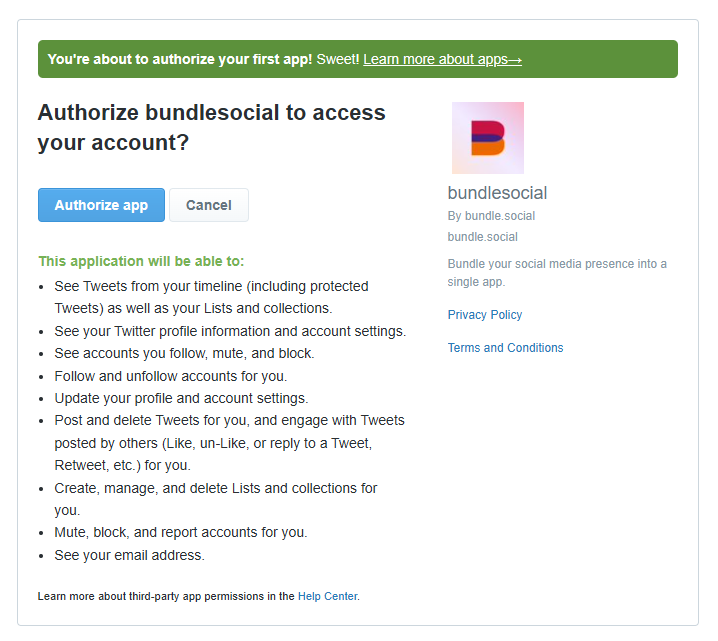 You're about to authorize your first app! Sweet! Learn more about apps→
Authorize bundlesocial to access
your account?
Authorize app
Cancel
This application will be able to:
• See Tweets from your timeline (including protected
Tweets) as well as your Lists and collections.
• See your Twitter profile information and account settings.
• See accounts you follow, mute, and block.
• Follow and unfollow accounts for you.
• Update your profile and account settings.
• Post and delete Tweets for you, and engage with Tweets
posted by others (Like, un-Like, or reply to a Tweet,
Retweet, etc.) for you.
• Create, manage, and delete Lists and collections for
you.
• Mute, block, and report accounts for you.
• See your email address.
Learn more about third-party app permissions in the Help Center.
B
bundlesocial
By bundle.social
bundle.social
Bundle your social media presence into a
single app.
Privacy Policy
Terms and Conditions